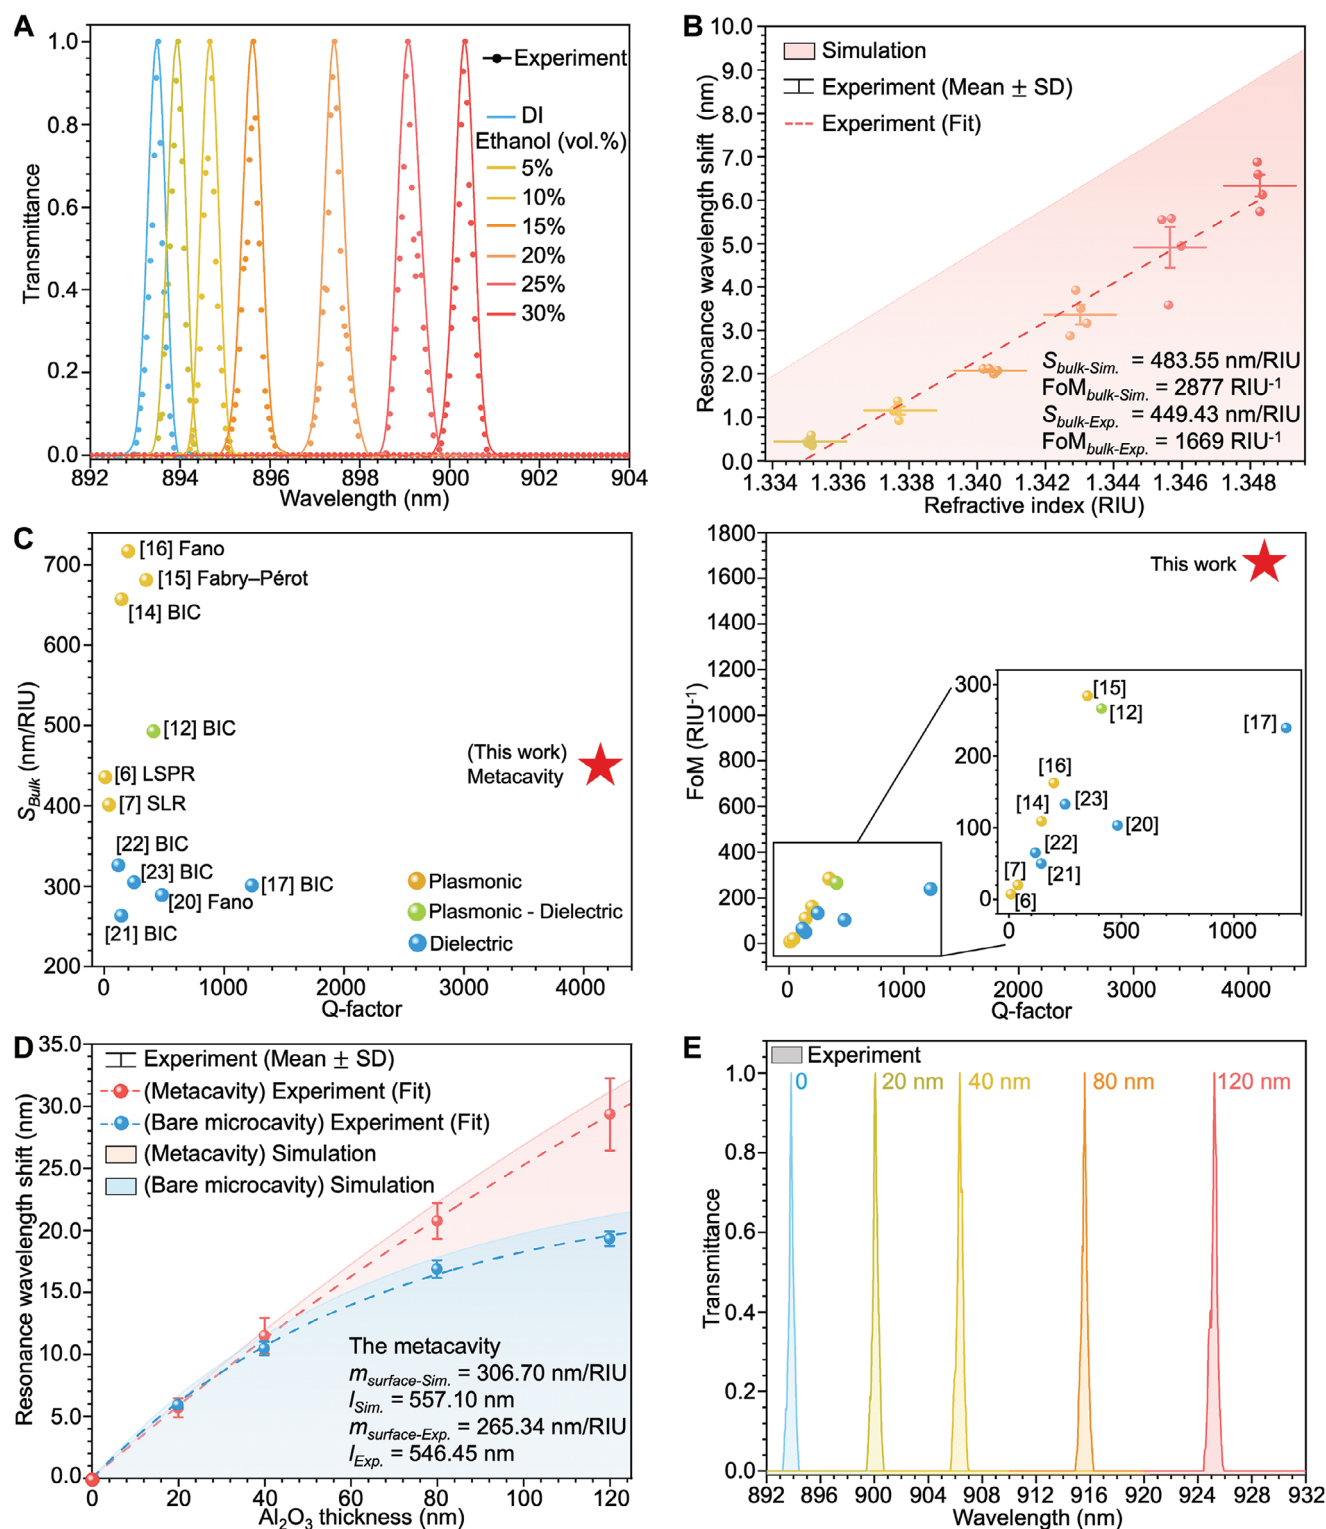 A
1.0
0.8
0.6
0.4
0.2
0.0
Transmittance
892
894
896
898
900
902
904
Wavelength (nm)
Experiment
DI
Ethanol (vol.%)
5%
10%
15%
20%
25%
30%
B
10.0
9.0
8.0
7.0
6.0
5.0
4.0
3.0
2.0
1.0
0.0
Resonance wavelength shift (nm)
1.334
1.336
1.338
1.340
1.342
1.344
1.346
1.348
Refractive index (RIU)
Simulation
Experiment (Mean ± SD)
Experiment (Fit)
S bulk-Sim. = 483.55 nm/RIU
FoM bulk-Sim. = 2877 RIU-1
S bulk-Exp. = 449.43 nm/RIU
FoM bulk-Exp. = 1669 RIU-1
C
700
600
500
400
300
200
S Bulk (nm/RIU)
0
1000
2000
3000
4000
Q-factor
[16] Fano
[15] Fabry–Pérot
[14] BIC
[12] BIC
(This work)
Metacavity
[6] LSPR
[7] SLR
[22] BIC
[23] BIC
[20] Fano
[17] BIC
[21] BIC
Plasmonic
Plasmonic - Dielectric
Dielectric
1800
1600
1400
1200
1000
800
600
400
200
0
FoM (RIU-1)
0
1000
2000
3000
4000
Q-factor
This work
300
200
100
0
0
500
1000
[15]
[12]
[17]
[16]
[23]
[14]
[20]
[22]
[7]
[21]
[6]
D
35.0
30.0
25.0
20.0
15.0
10.0
5.0
0.0
Resonance wavelength shift (nm)
0
20
40
60
80
100
120
Al2O3 thickness (nm)
Experiment (Mean ± SD)
(Metacavity) Experiment (Fit)
(Bare microcavity) Experiment (Fit)
(Metacavity) Simulation
(Bare microcavity) Simulation
The metacavity
m surface-Sim. = 306.70 nm/RIU
l Sim. = 557.10 nm
m surface-Exp. = 265.34 nm/RIU
l Exp. = 546.45 nm
E
Experiment
0
20 nm
40 nm
80 nm
120 nm
1.0
0.8
0.6
0.4
0.2
0.0
Transmittance
892
896
900
904
908
912
916
920
924
928
932
Wavelength (nm)